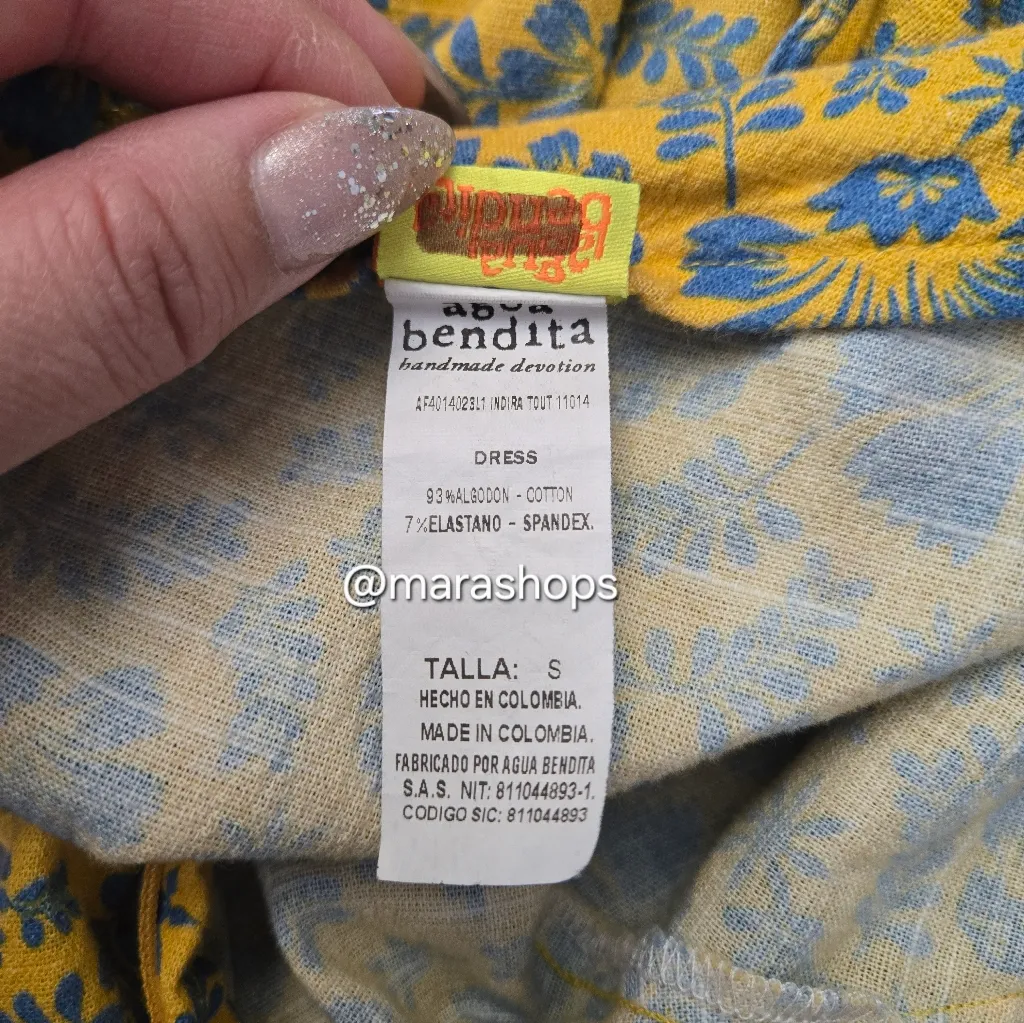 agua
bendita
handmade devotion
AF4014023L1 INDIRA TOUT 11014
DRESS
93%ALGODON - COTTON
7%ELASTANO - SPANDEX.
@marashops
TALLA: S
HECHO EN COLOMBIA.
MADE IN COLOMBIA.
FABRICADO POR AGUA BENDITA
S.A.S. NIT: 811044893-1.
CODIGO SIC: 811044893